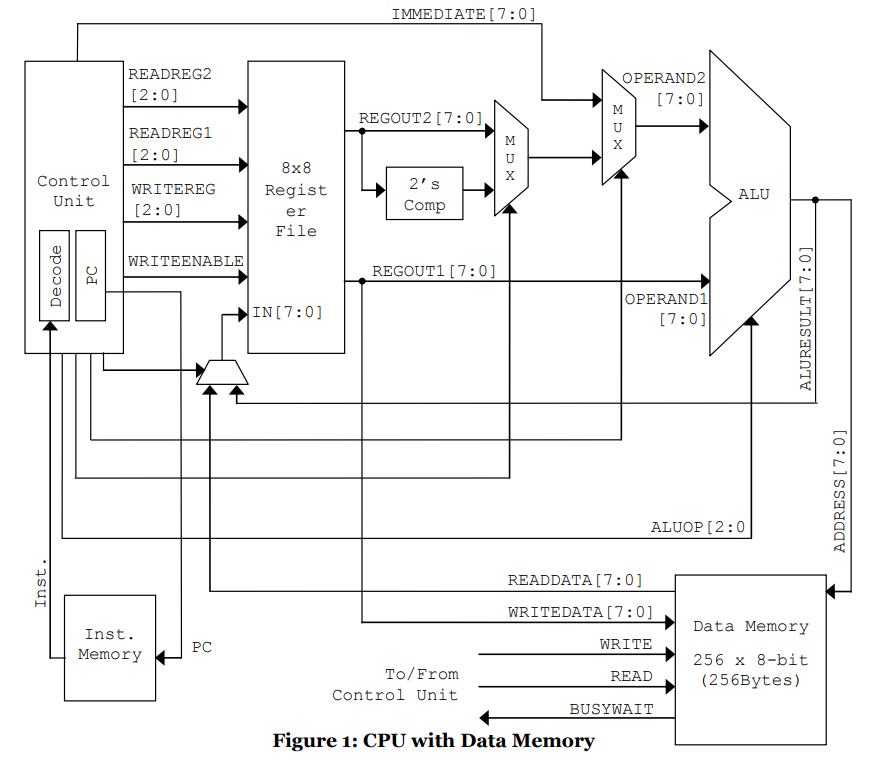 IMMEDIATE[7:0]
READREG2
[2:0]
READREG1
[2:0]
WRITEREG
[2:0]
WRITEENABLE
Control
Unit
Decode
PC
8x8
Regist
er
File
IN[7:0]
REGOUT2[7:0]
2's
Comp
MUX
MUX
OPERAND2
[7:0]
ALU
REGOUT1[7:0]
OPERAND1
[7:0]
ALURESULT[7:0]
ADDRESS[7:0]
ALUOP[2:0
Inst.
Inst.
Memory
PC
READDATA[7:0]
WRITEDATA[7:0]
WRITE
READ
BUSYWAIT
To/From
Control Unit
Data Memory
256 x 8-bit
(256Bytes)
Figure 1: CPU with Data Memory